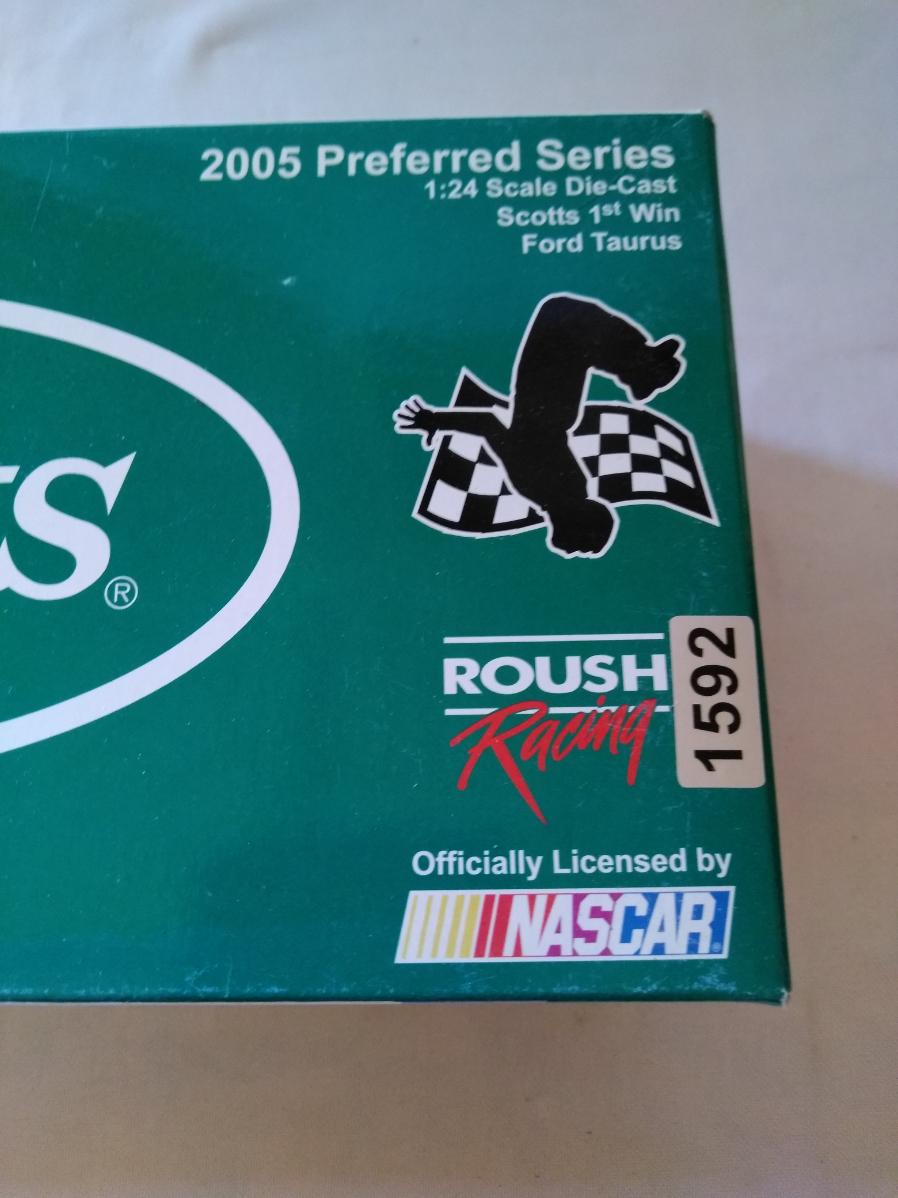 2005 Preferred Series
1:24 Scale Die-Cast
Scotts 1st Win
Ford Taurus
TS®
ROUSH
Racing
1592
Officially Licensed by
NASCAR®